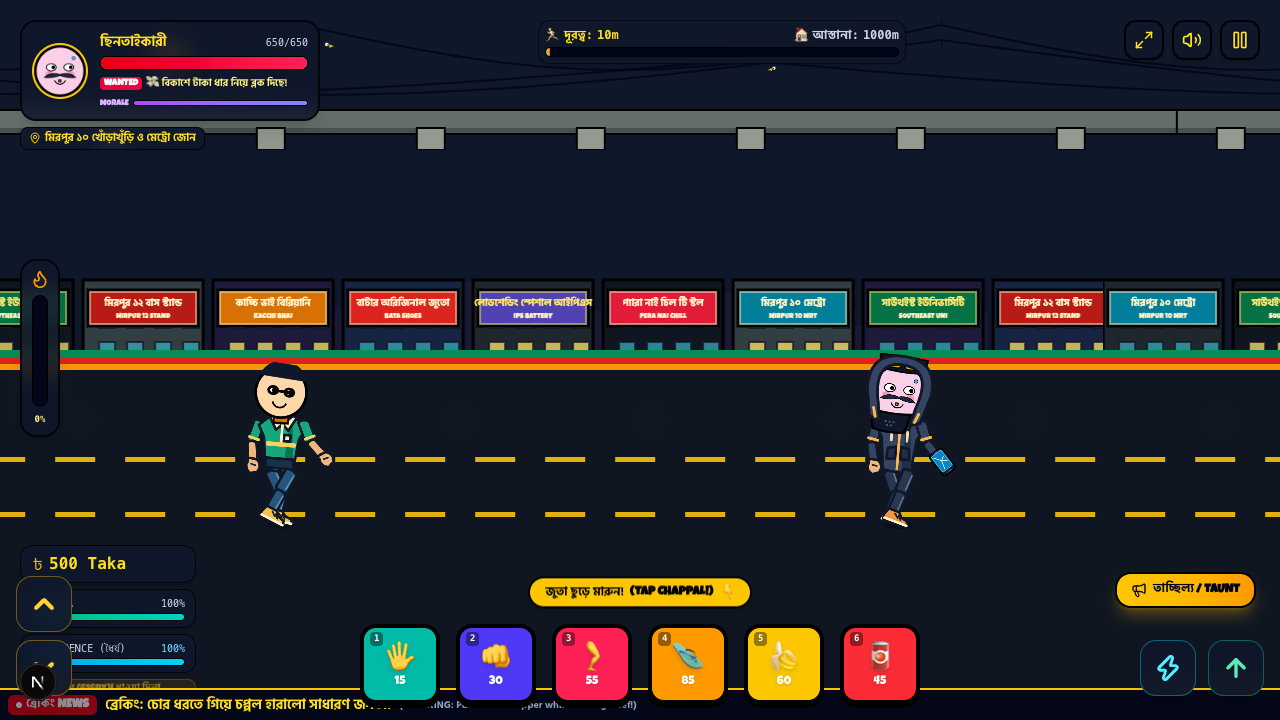 ছিনতাইকারী
650/650
WANTED 💸 বিকাশে টাকা ধার নিয়ে ব্লক দিছে!
MORALE
মিরপুর ১০ খোঁড়াখুঁড়ি ও মেট্রো জোন
🏃 দূরত্ব: 10m
🏠 আস্তানা: 1000m
মিরপুর ১২ বাস স্ট্যান্ড
MIRPUR 12 STAND
কাচ্চি ভাই বিরিয়ানি
KACCHI BHAI
বাটার অরিজিনাল জুতো
BATA SHOES
লোডশেডিং স্পেশাল আইপিএস
IPS BATTERY
প্যারা নাই চিল টি স্টল
PERA NAI CHILL
মিরপুর ১০ মেট্রো
MIRPUR 10 MRT
সাউথইস্ট ইউনিভার্সিটি
SOUTHEAST UNI
মিরপুর ১২ বাস স্ট্যান্ড
MIRPUR 12 STAND
মিরপুর ১০ মেট্রো
MIRPUR 10 MRT
0%
৳ 500 Taka
100%
ENCE (ধৈর্য)
100%
জুতা ছুড়ে মারুন! (TAP CHAPPAL!) 👇
তাচ্ছিল্য / TAUNT
1 15
2 30
3 55
4 85
5 60
6 45
N
ব্রেকিং NEWS
ব্রেকিং: চোর ধরতে গিয়ে চপ্পল হারালো সাধারণ